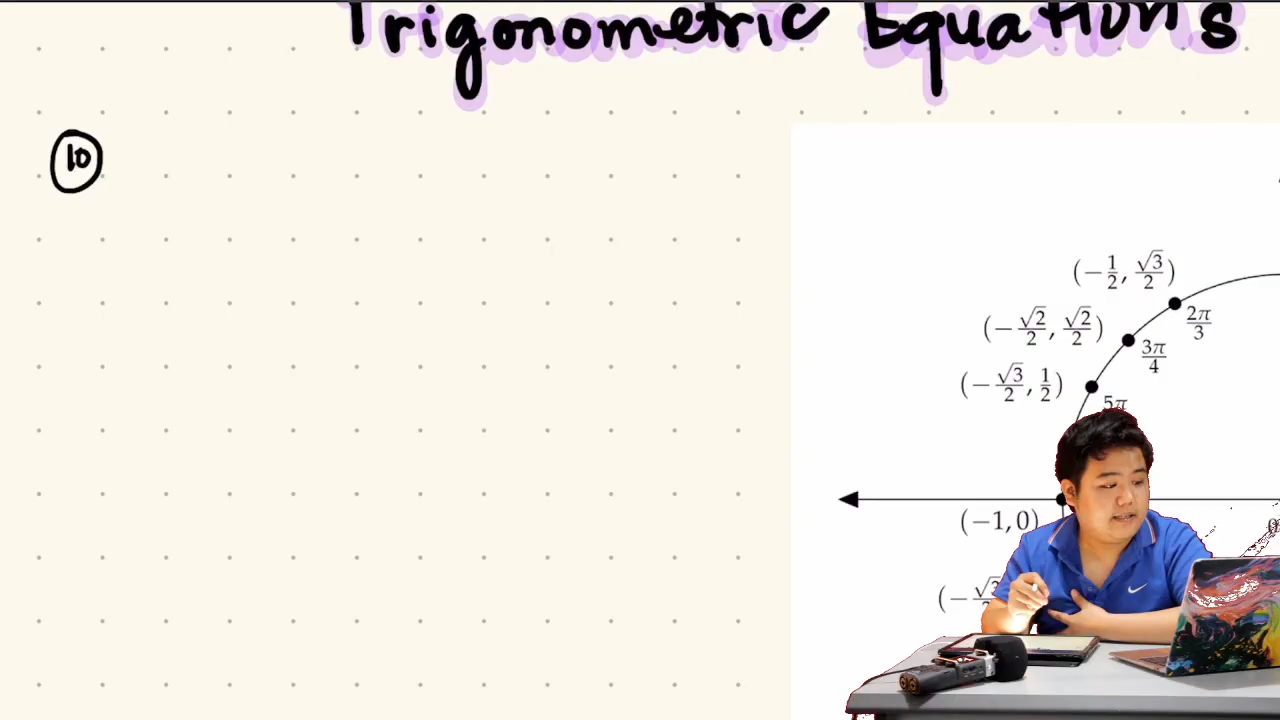 Trigonometric Equations
10
(-1/2, √3/2)
2π/3
(-√2/2, √2/2)
3π/4
(-√3/2, 1/2)
5π
(-1, 0)
(-√3